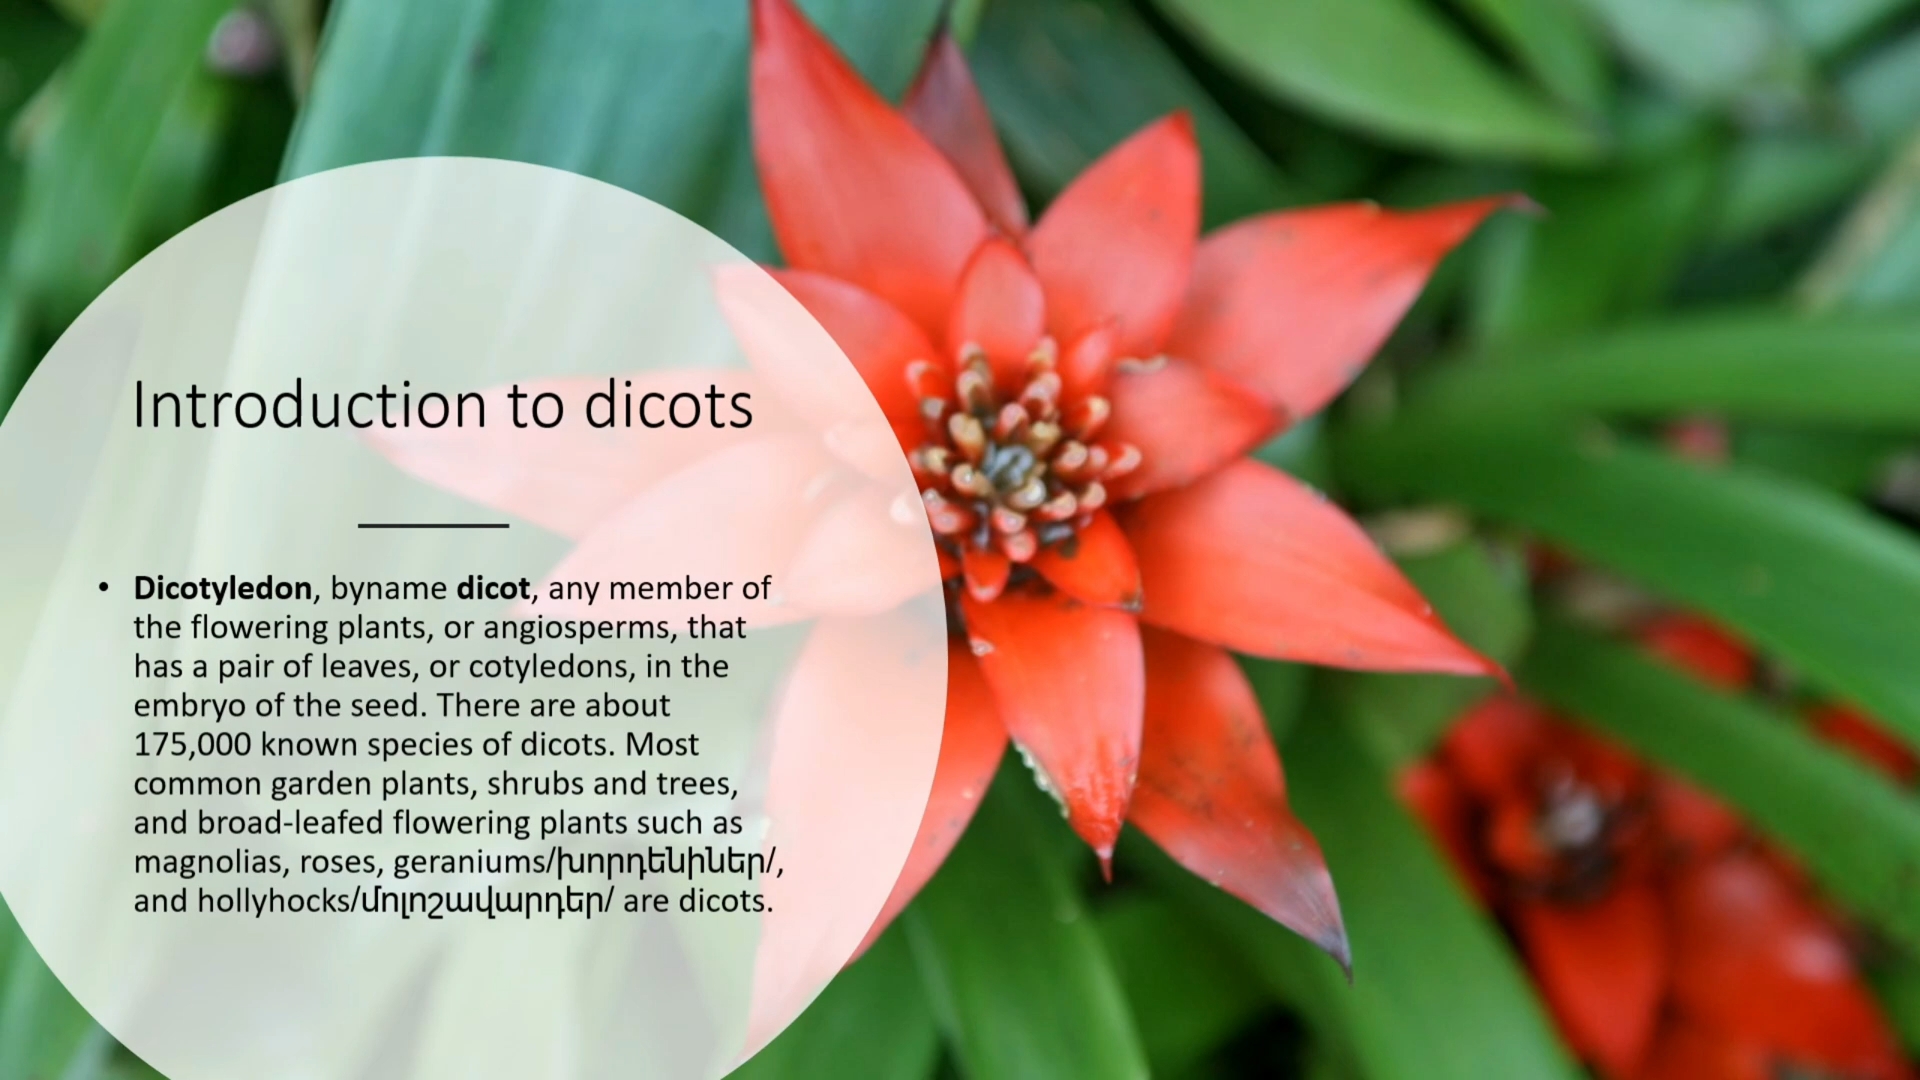 Introduction to dicots
• Dicotyledon, byname dicot, any member of
the flowering plants, or angiosperms, that
has a pair of leaves, or cotyledons, in the
embryo of the seed. There are about
175,000 known species of dicots. Most
common garden plants, shrubs and trees,
and broad-leafed flowering plants such as
magnolias, roses, geraniums/խորդենիներ/,
and hollyhocks/մոլոշավարդեր/ are dicots.